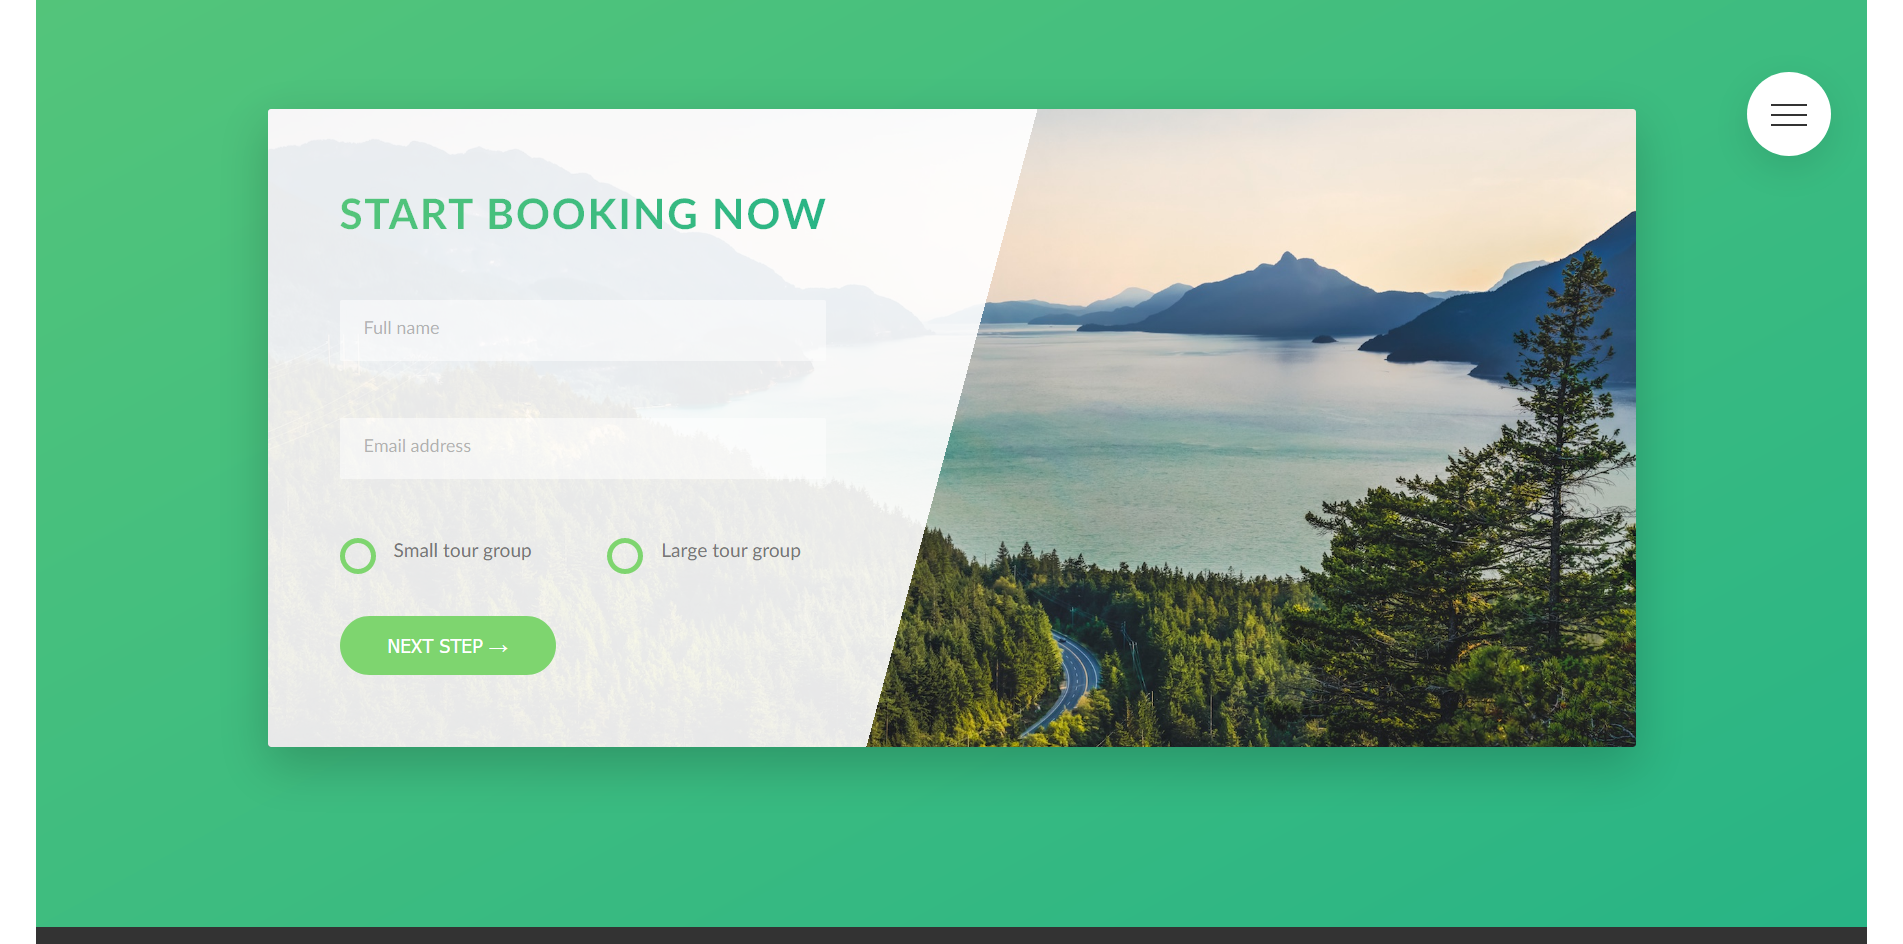 START BOOKING NOW
Full name
Email address
Small tour group
Large tour group
NEXT STEP →